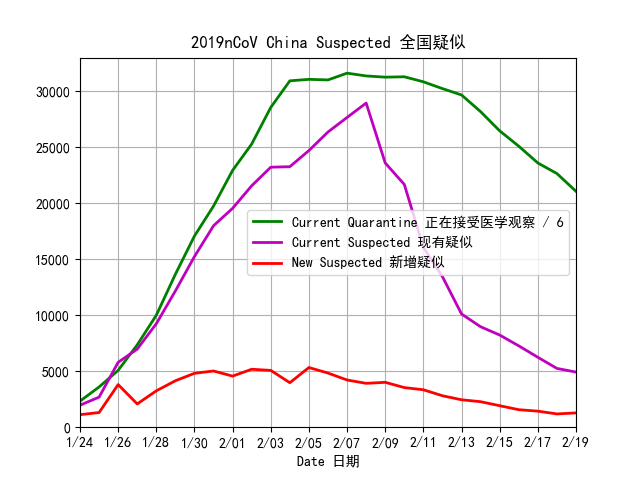 2019nCoV China Suspected 全国疑似
30000
25000
20000
15000
10000
5000
0
Current Quarantine 正在接受医学观察 / 6
Current Suspected 现有疑似
New Suspected 新增疑似
1/24 1/26 1/28 1/30 2/01 2/03 2/05 2/07 2/09 2/11 2/13 2/15 2/17 2/19
Date 日期